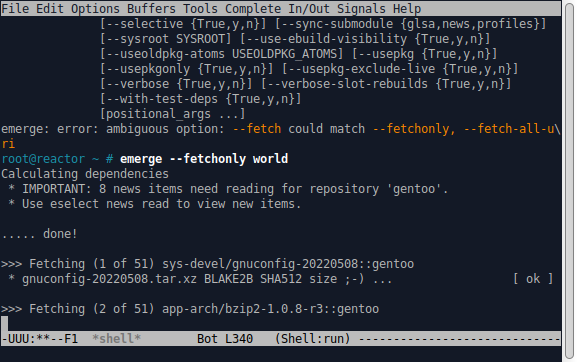 File Edit Options Buffers Tools Complete In/Out Signals Help
[--selective {True,y,n}] [--sync-submodule {glsa,news,profiles}]
[--sysroot SYSROOT] [--use-ebuild-visibility {True,y,n}]
[--useoldpkg-atoms USEOLDPKG_ATOMS] [--usepkg {True,y,n}]
[--usepkgonly {True,y,n}] [--usepkg-exclude-live {True,y,n}]
[--verbose {True,y,n}] [--verbose-slot-rebuilds {True,y,n}]
[--with-test-deps {True,y,n}]
[positional_args ...]
emerge: error: ambiguous option: --fetch could match --fetchonly, --fetch-all-u\
ri
root@reactor ~ # emerge --fetchonly world
Calculating dependencies
 * IMPORTANT: 8 news items need reading for repository 'gentoo'.
 * Use eselect news read to view new items.
..... done!
>>> Fetching (1 of 51) sys-devel/gnuconfig-20220508::gentoo
 * gnuconfig-20220508.tar.xz BLAKE2B SHA512 size ;-) ... [ ok ]
>>> Fetching (2 of 51) app-arch/bzip2-1.0.8-r3::gentoo
-UUU:**--F1 *shell* Bot L340 (Shell:run) -----------------------------